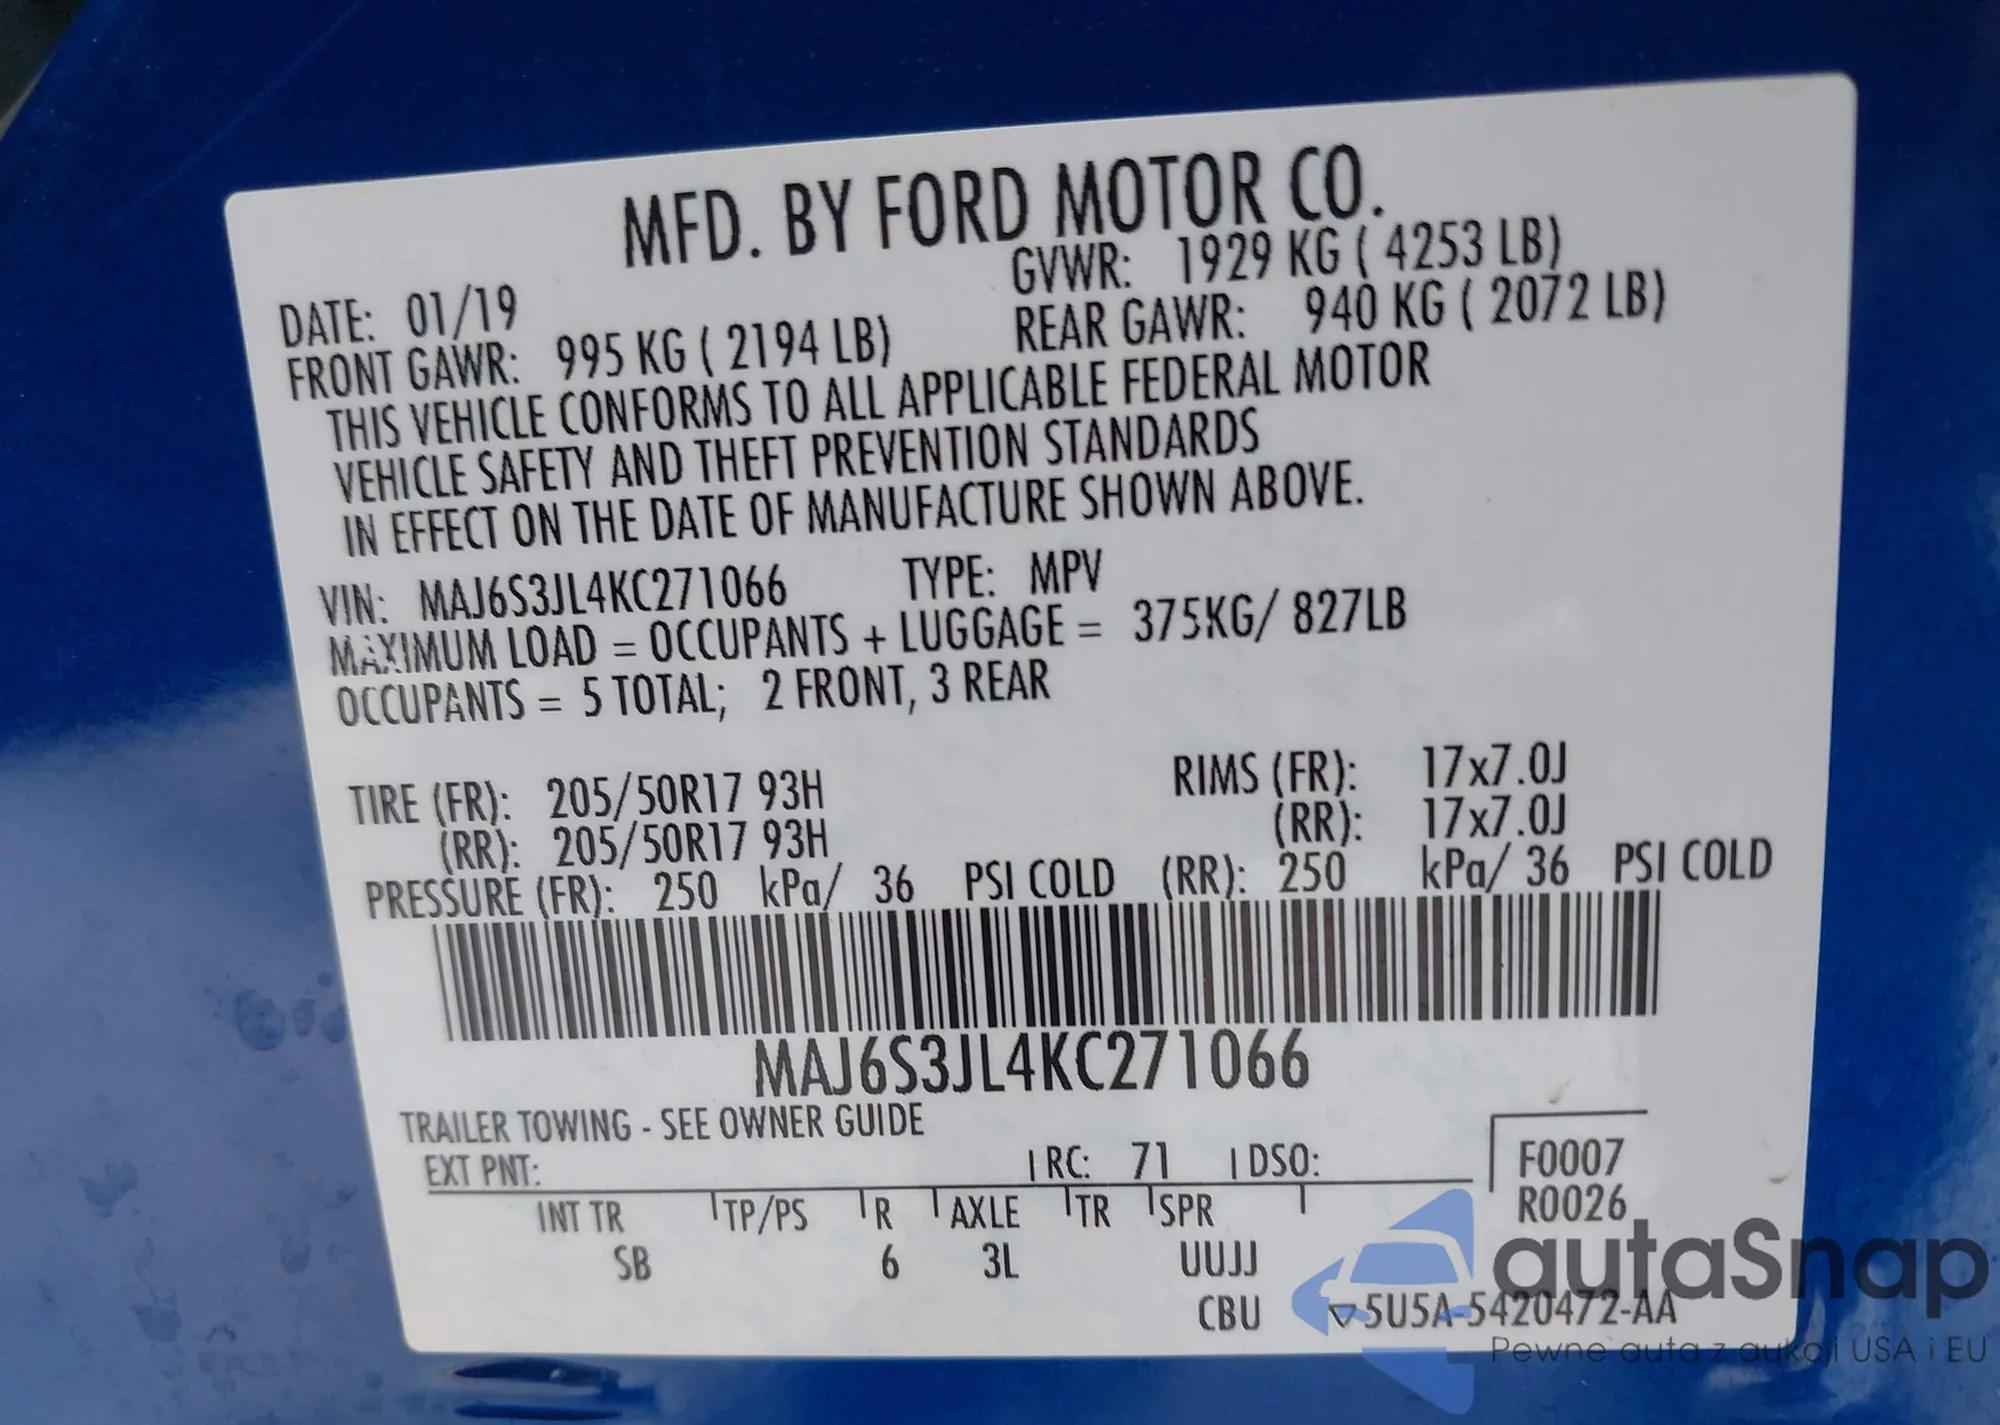 MFD. BY FORD MOTOR CO.
DATE: 01/19 GVWR: 1929 KG ( 4253 LB)
FRONT GAWR: 995 KG ( 2194 LB) REAR GAWR: 940 KG ( 2072 LB)
THIS VEHICLE CONFORMS TO ALL APPLICABLE FEDERAL MOTOR
VEHICLE SAFETY AND THEFT PREVENTION STANDARDS
IN EFFECT ON THE DATE OF MANUFACTURE SHOWN ABOVE.
VIN: MAJ6S3JL4KC271066 TYPE: MPV
MAXIMUM LOAD = OCCUPANTS + LUGGAGE = 375KG/ 827LB
OCCUPANTS = 5 TOTAL; 2 FRONT, 3 REAR
TIRE (FR): 205/50R17 93H RIMS (FR): 17x7.0J
(RR): 205/50R17 93H (RR): 17x7.0J
PRESSURE (FR): 250 kPa/ 36 PSI COLD (RR): 250 kPa/ 36 PSI COLD
MAJ6S3JL4KC271066
TRAILER TOWING - SEE OWNER GUIDE
EXT PNT: RC: 71 DSO: F0007
R0026
INT TR TP/PS R AXLE TR SPR
SB 6 3L UUJJ
CBU ▽5U5A-5420472-AA
autaSnap
Pewne auta z aukcji USA i EU